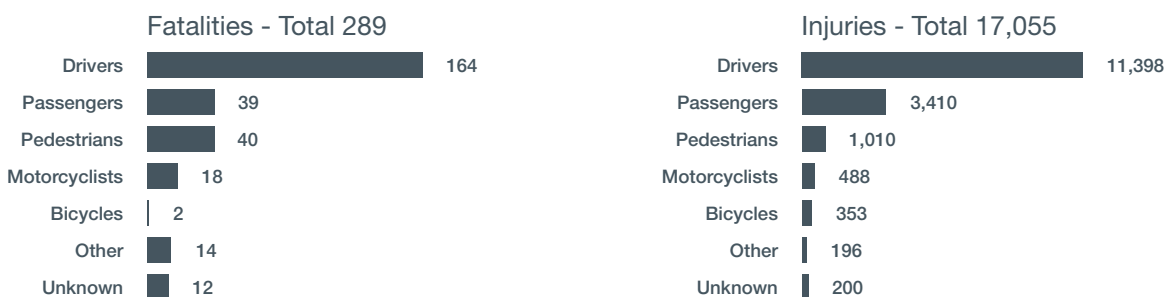 Fatalities - Total 289
Drivers 164
Passengers 39
Pedestrians 40
Motorcyclists 18
Bicycles 2
Other 14
Unknown 12
Injuries - Total 17,055
Drivers 11,398
Passengers 3,410
Pedestrians 1,010
Motorcyclists 488
Bicycles 353
Other 196
Unknown 200